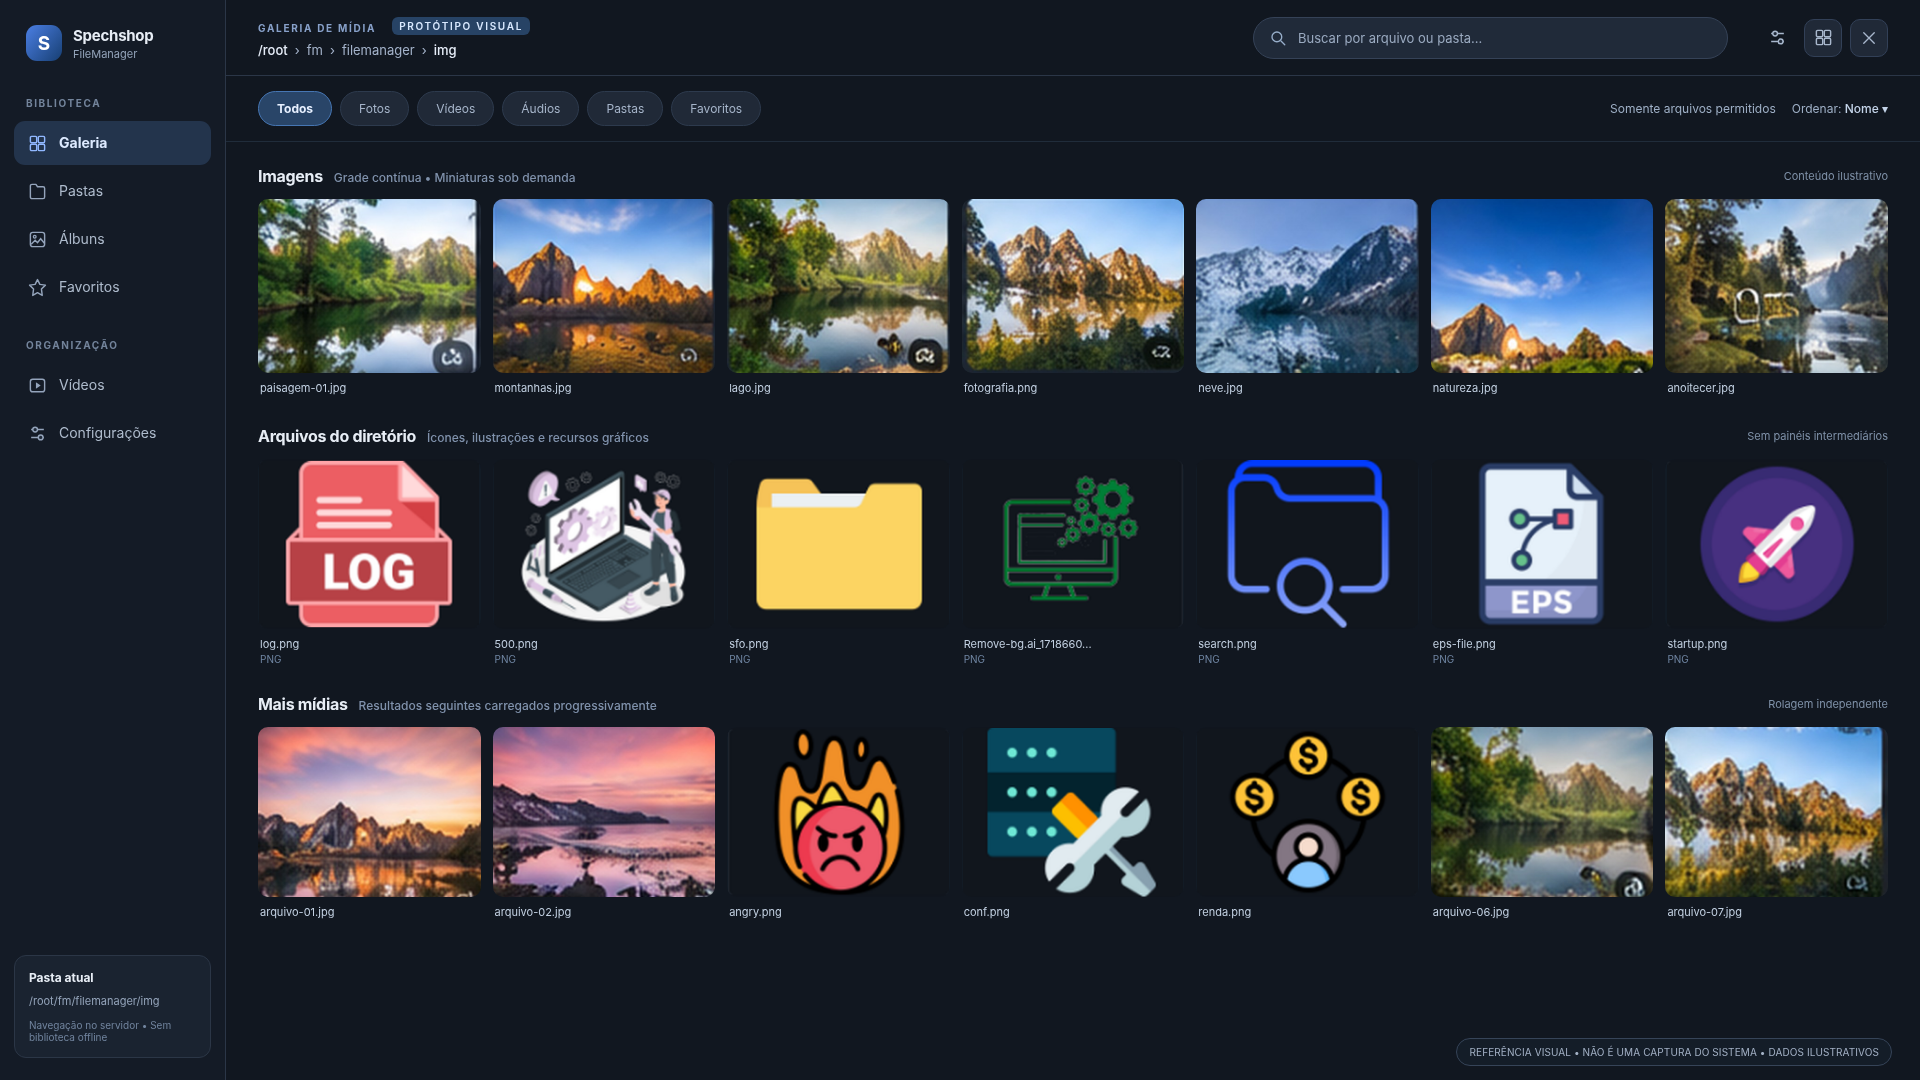 S
Spechshop
FileManager
BIBLIOTECA
Galeria
Pastas
Álbuns
Favoritos
ORGANIZAÇÃO
Vídeos
Configurações
Pasta atual
/root/fm/filemanager/img
Navegação no servidor • Sem
biblioteca offline
GALERIA DE MÍDIA PROTÓTIPO VISUAL
/root › fm › filemanager › img
Buscar por arquivo ou pasta...
Todos Fotos Vídeos Áudios Pastas Favoritos
Somente arquivos permitidos Ordenar: Nome ▾
Imagens Grade contínua • Miniaturas sob demanda Conteúdo ilustrativo
paisagem-01.jpg montanhas.jpg lago.jpg fotografia.png neve.jpg natureza.jpg anoitecer.jpg
Arquivos do diretório Ícones, ilustrações e recursos gráficos Sem painéis intermediários
LOG
EPS
log.png 500.png sfo.png Remove-bg.ai_1718660... search.png eps-file.png startup.png
PNG PNG PNG PNG PNG PNG PNG
Mais mídias Resultados seguintes carregados progressivamente Rolagem independente
$
$ $
arquivo-01.jpg arquivo-02.jpg angry.png conf.png renda.png arquivo-06.jpg arquivo-07.jpg
REFERÊNCIA VISUAL • NÃO É UMA CAPTURA DO SISTEMA • DADOS ILUSTRATIVOS